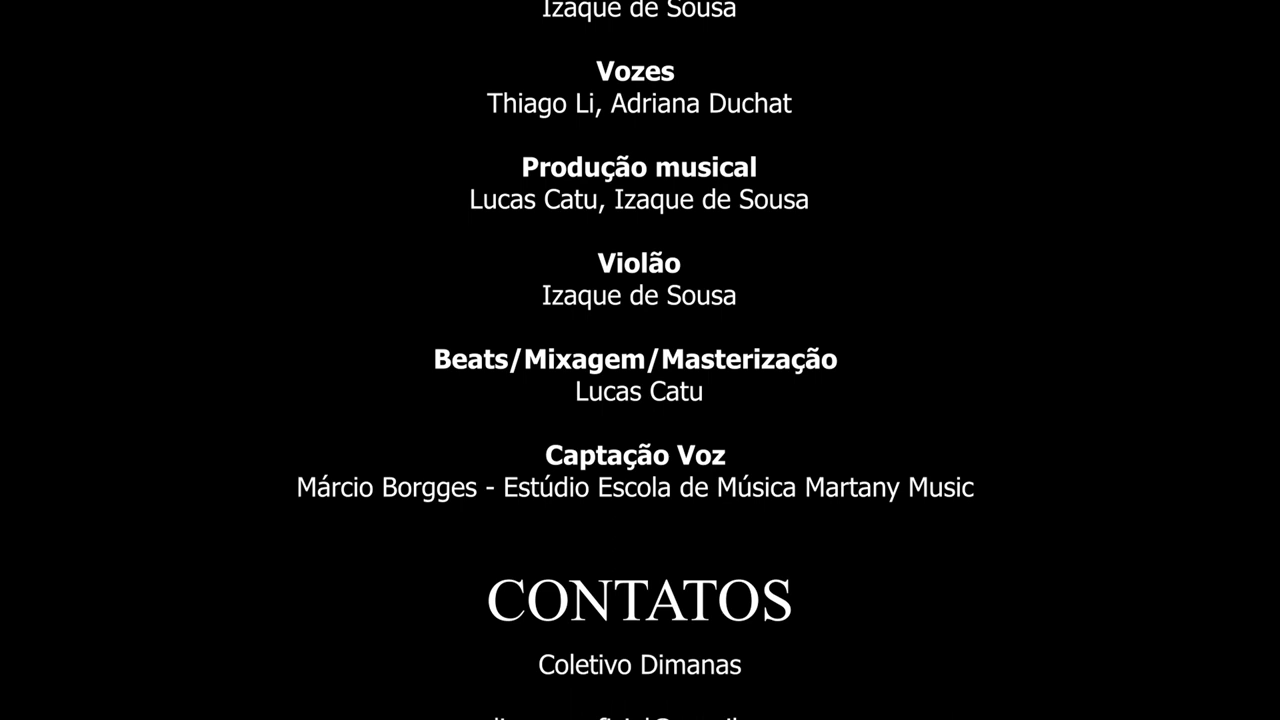 Izaque de Sousa
Vozes
Thiago Li, Adriana Duchat
Produção musical
Lucas Catu, Izaque de Sousa
Violão
Izaque de Sousa
Beats/Mixagem/Masterização
Lucas Catu
Captação Voz
Márcio Borgges - Estúdio Escola de Música Martany Music
CONTATOS
Coletivo Dimanas